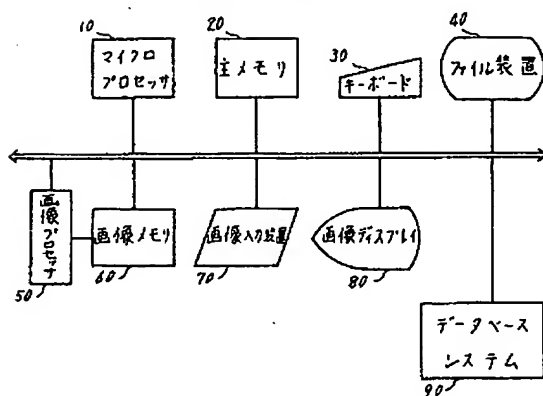 10
マイクロ
プロセッサ
20
主メモリ
30
キーボード
40
ファイル装置
画像プロセッサ
50
画像メモリ
60
画像入力装置
70
画像ディスプレイ
80
データベース
システム
90